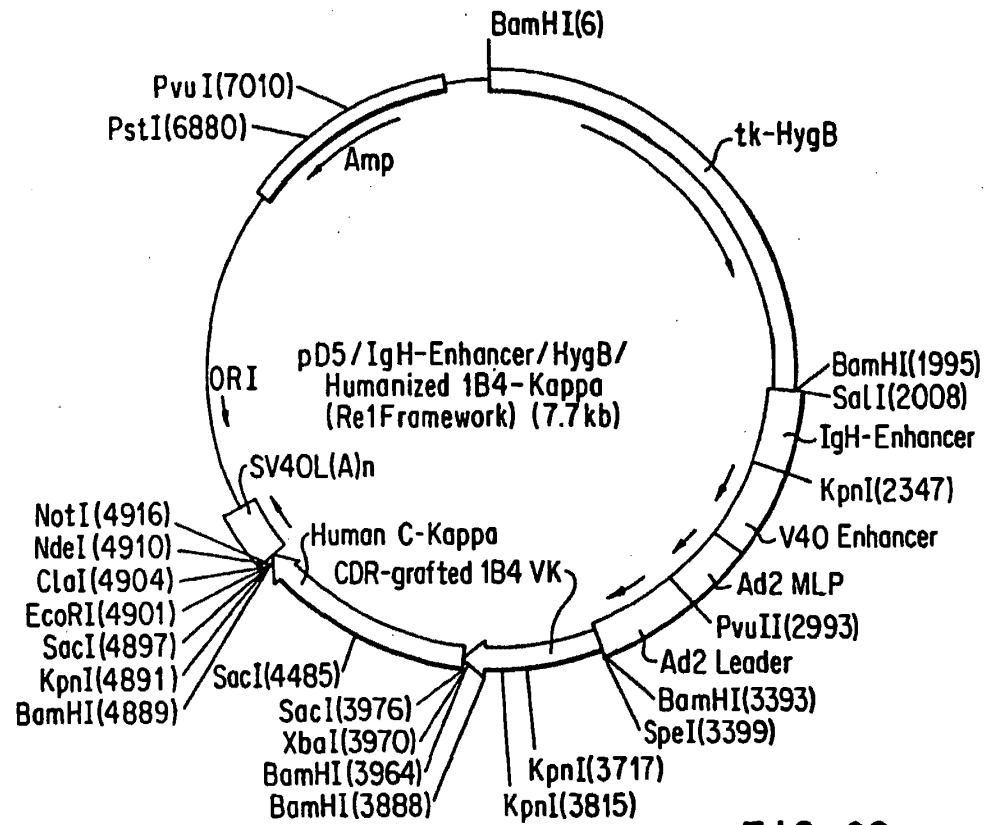 BamHI(6)
PvuI(7010)
PstI(6880)
Amp
tk-HygB
pD5/IgH-Enhancer/HygB/
Humanized 1B4-Kappa
(Re1Framework) (7.7kb)
ORI
BamHI(1995)
SalI(2008)
IgH-Enhancer
KpnI(2347)
V40 Enhancer
Ad2 MLP
PvuII(2993)
Ad2 Leader
BamHI(3393)
SpeI(3399)
SV40L(A)n
Human C-Kappa
CDR-grafted 1B4 VK
NotI(4916)
NdeI(4910)
ClaI(4904)
EcoRI(4901)
SacI(4897)
KpnI(4891)
BamHI(4889)
SacI(4485)
SacI(3976)
XbaI(3970)
BamHI(3964)
BamHI(3888)
KpnI(3717)
KpnI(3815)